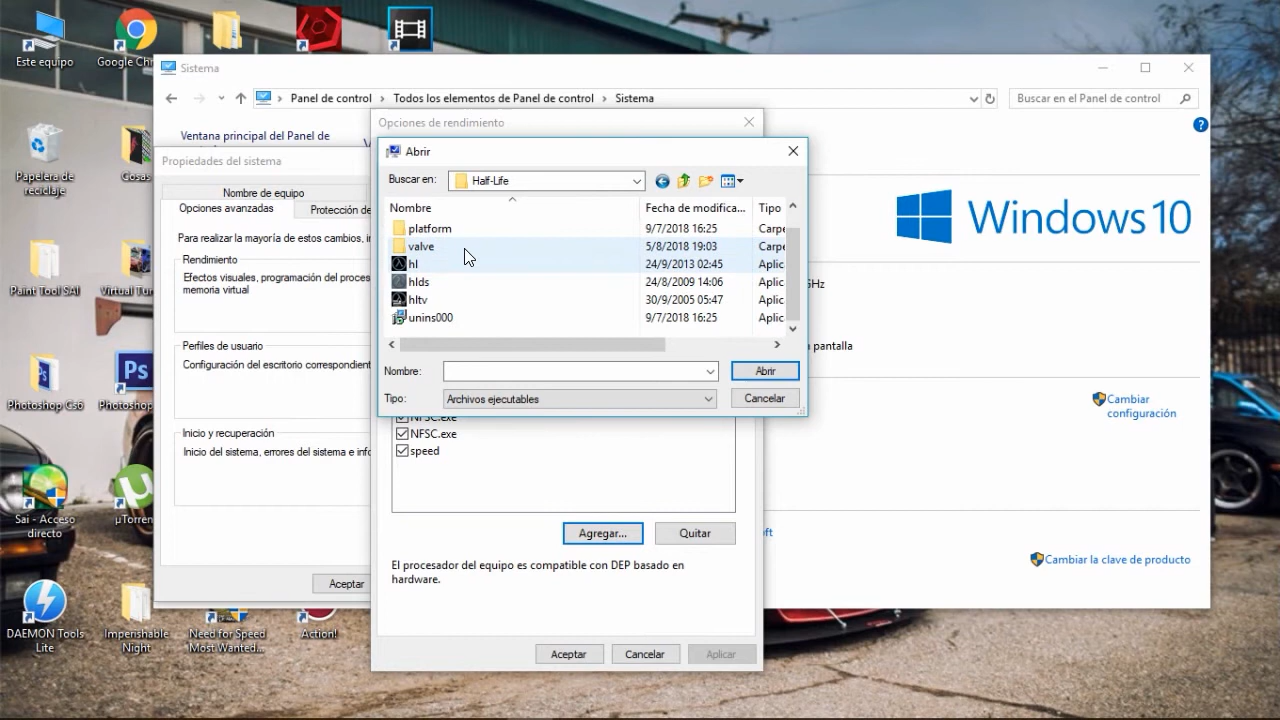 Este equipo
Google Chr
Sistema
Panel de control > Todos los elementos de Panel de control > Sistema
Buscar en el Panel de control
Ventana principal del Panel de
Papelera de
reciclaje
Cosas
Paint Tool SAI
Virtual Tun
Photoshop Cs6
Ps
Photoshop
Sai - Acceso
directo
µTorren
DAEMON Tools
Lite
Imperishable
Night
Need for Speed
Most Wanted...
Action!
Propiedades del sistema
Nombre de equipo
Opciones avanzadas
Protección de
Para realizar la mayoría de estos cambios, i
Rendimiento
Efectos visuales, programación del proces
memoria virtual
Perfiles de usuario
Configuración del escritorio correspondient
Inicio y recuperación
Inicio del sistema, errores del sistema e info
Aceptar
Opciones de rendimiento
Abrir
Buscar en:
Half-Life
Nombre
Fecha de modifica...
Tipo
platform
9/7/2018 16:25
Carpe
valve
5/8/2018 19:03
Carpe
hl
24/9/2013 02:45
Aplic
hlds
24/8/2009 14:06
Aplic
hltv
30/9/2005 05:47
Aplic
unins000
9/7/2018 16:25
Aplic
Nombre:
Abrir
Tipo:
Archivos ejecutables
Cancelar
NFSC.exe
NFSC.exe
speed
Agregar...
Quitar
El procesador del equipo es compatible con DEP basado en
hardware.
Aceptar
Cancelar
Aplicar
?
Windows 10
GHz
pantalla
Cambiar
configuración
ft
Cambiar la clave de producto